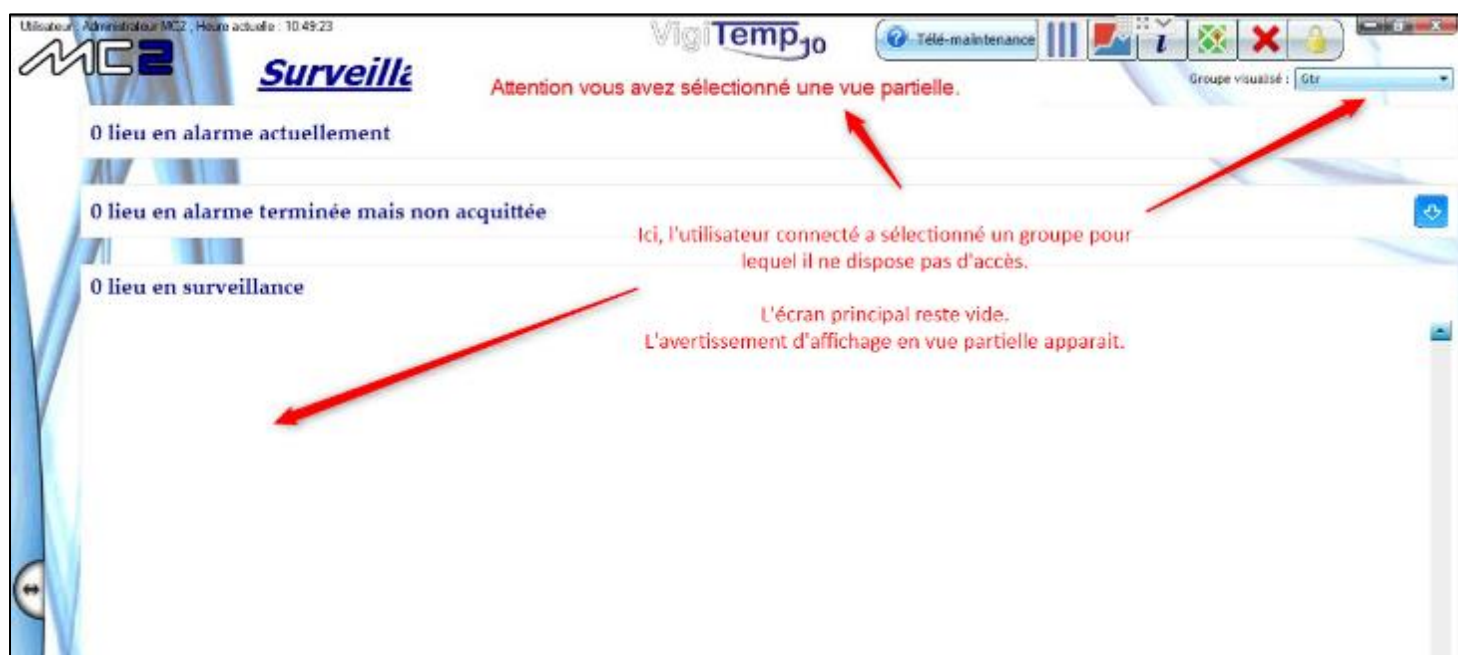 Utilisateur : Administrateur MC2 , Heure actuelle : 10:49:23
MC2
Surveilla
VigiTemp10
Télé-maintenance
Groupe visualisé : Gtr
Attention vous avez sélectionné une vue partielle.
0 lieu en alarme actuellement
0 lieu en alarme terminée mais non acquittée
Ici, l'utilisateur connecté a sélectionné un groupe pour
lequel il ne dispose pas d'accès.
0 lieu en surveillance
L'écran principal reste vide.
L'avertissement d'affichage en vue partielle apparait.